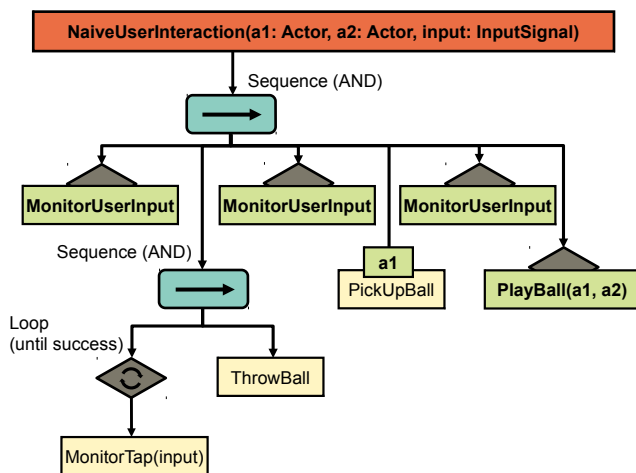 NaiveUserInteraction(a1: Actor, a2: Actor, input: InputSignal)
Sequence (AND)
MonitorUserInput
MonitorUserInput
MonitorUserInput
Sequence (AND)
a1
PickUpBall
PlayBall(a1, a2)
Loop
(until success)
ThrowBall
MonitorTap(input)